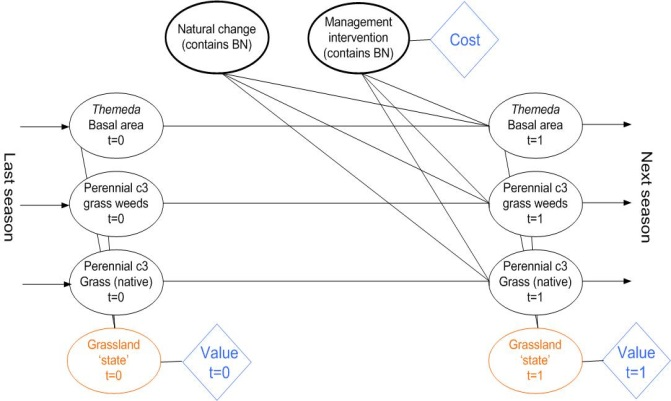 Natural change
(contains BN)
Management
intervention
(contains BN)
Cost
Last season
Themeda
Basal area
t=0
Themeda
Basal area
t=1
Next season
Perennial c3
grass weeds
t=0
Perennial c3
grass weeds
t=1
Perennial c3
Grass (native)
t=0
Perennial c3
Grass (native)
t=1
Grassland
‘state’
t=0
Value
t=0
Grassland
‘state’
t=1
Value
t=1